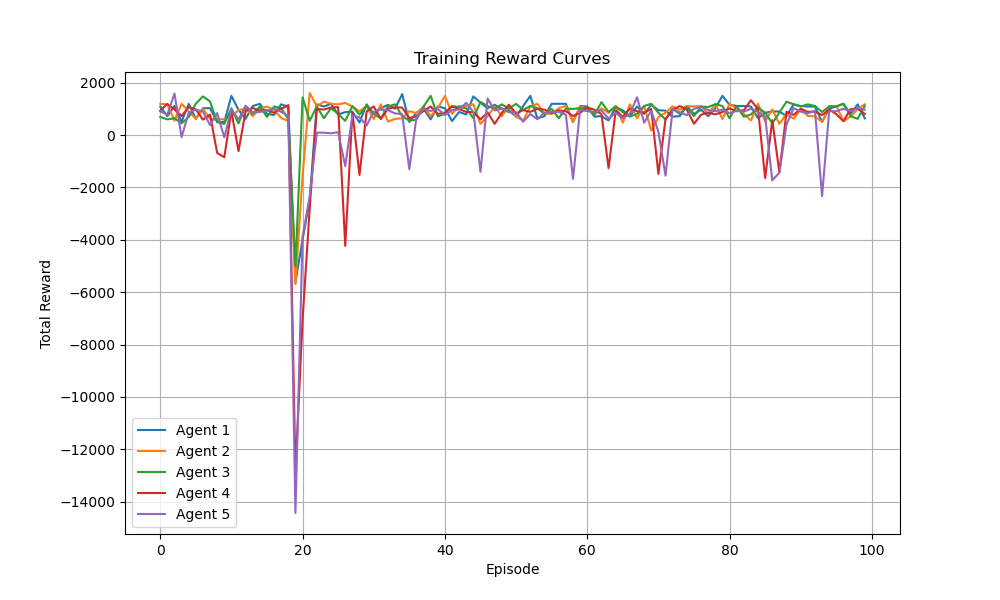 Training Reward Curves
2000
0
−2000
−4000
−6000
−8000
−10000
−12000
−14000
Total Reward
Agent 1
Agent 2
Agent 3
Agent 4
Agent 5
0 20 40 60 80 100
Episode